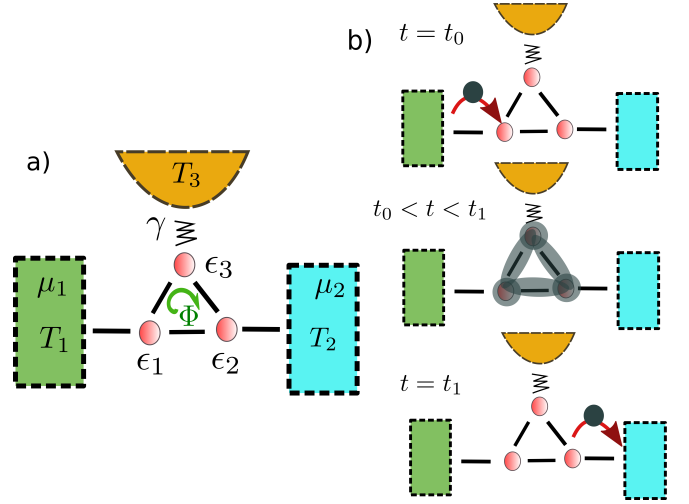 a)
T₃
γ
ϵ₃
μ₁
μ₂
Φ
T₁
T₂
ϵ₁
ϵ₂
b)
t = t₀
t₀ < t < t₁
t = t₁